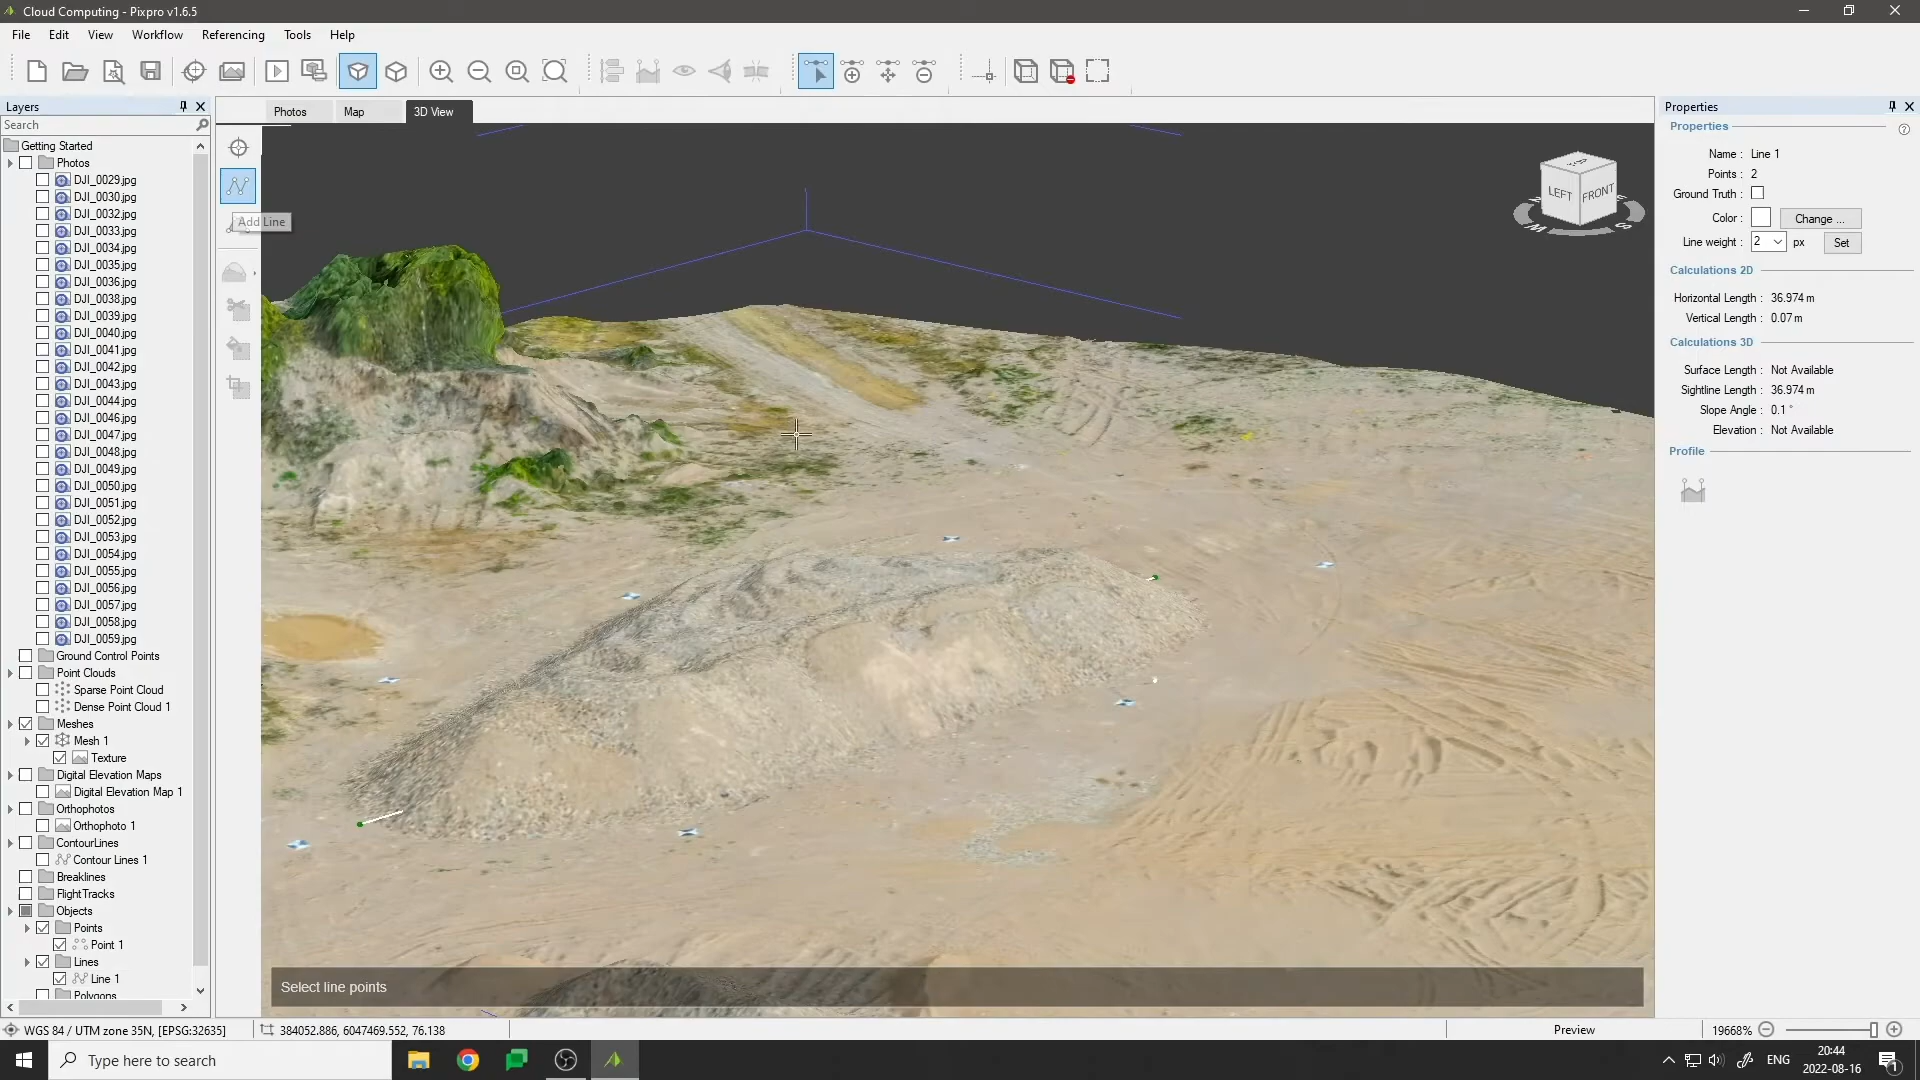 Cloud Computing - Pixpro v1.6.5
File Edit View Workflow Referencing Tools Help
Layers
Search
Getting Started
Photos
DJI_0029.jpg
DJI_0030.jpg
DJI_0032.jpg
DJI_0033.jpg
DJI_0034.jpg
DJI_0035.jpg
DJI_0036.jpg
DJI_0038.jpg
DJI_0039.jpg
DJI_0040.jpg
DJI_0041.jpg
DJI_0042.jpg
DJI_0043.jpg
DJI_0044.jpg
DJI_0046.jpg
DJI_0047.jpg
DJI_0048.jpg
DJI_0049.jpg
DJI_0050.jpg
DJI_0051.jpg
DJI_0052.jpg
DJI_0053.jpg
DJI_0054.jpg
DJI_0055.jpg
DJI_0056.jpg
DJI_0057.jpg
DJI_0058.jpg
DJI_0059.jpg
Ground Control Points
Point Clouds
Sparse Point Cloud
Dense Point Cloud 1
Meshes
Mesh 1
Texture
Digital Elevation Maps
Digital Elevation Map 1
Orthophotos
Orthophoto 1
ContourLines
Contour Lines 1
Breaklines
FlightTracks
Objects
Points
Point 1
Lines
Line 1
Polygons
Photos Map 3D View
Add Line
TOP
LEFT FRONT
W S
Select line points
Properties
Properties
Name : Line 1
Points : 2
Ground Truth :
Color : Change ...
Line weight : 2 px Set
Calculations 2D
Horizontal Length : 36.974 m
Vertical Length : 0.07 m
Calculations 3D
Surface Length : Not Available
Sightline Length : 36.974 m
Slope Angle : 0.1 °
Elevation : Not Available
Profile
WGS 84 / UTM zone 35N, [EPSG:32635] 384052.886, 6047469.552, 76.138 Preview 19668%
Type here to search
ENG
20:44
2022-08-16
1